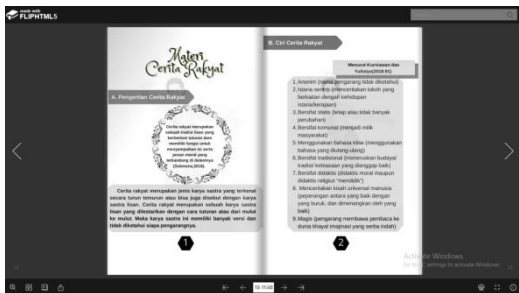 made with
FLIPHTML5
Materi
Cerita Rakyat
A. Pengertian Cerita Rakyat
Cerita rakyat merupakan
sebuah tradisi lisan yang
berbentuk tuturan dan
memiliki fungsi untuk
menyampaikan isi serta
pesan moral yang
terkandung di dalamnya
Cerita rakyat merupakan jenis karya sastra yang terkenal
secara turun temurun atau bisa juga disebut dengan karya
sastra lisan. Cerita rakyat merupakan sebuah karya sastra
lisan yang dilestarikan dengan cara tuturan atau dari mulut
ke mulut. Maka karya sastra ini memiliki banyak versi dan
tidak diketahui siapa pengarangnya.
1
B. Ciri Cerita Rakyat
Menurut Kurniawan dan
1. Anonim (nama pengarang tidak diketahui)
2. Istana sentris (menceritakan tokoh yang
berkaitan dengan kehidupan
istana/kerajaan)
3. Bersifat statis (tetap atau tidak banyak
perubahan)
4. Bersifat komunal (menjadi milik
masyarakat)
5. Menggunakan bahasa klise (menggunakan
bahasa yang diulang-ulang)
6. Bersifat tradisional (meneruskan budaya/
tradisi kebiasaan yang dianggap baik)
7. Bersifat didaktis (didaktis moral maupun
didaktis religius "mendidik")
8. Menceritakan kisah universal manusia
(peperangan antara yang baik dengan
yang buruk, dan dimenangkan oleh yang
baik)
9. Magis (pengarang membawa pembaca ke
dunia khayal imajinasi yang serba indah)
2
Activate Windows
Go to PC settings to activate Windows.